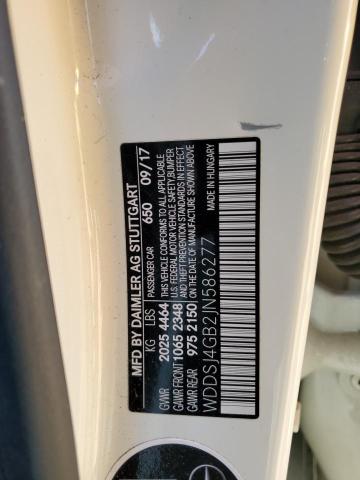 MFD BY DAIMLER AG STUTTGART
PASSENGER CAR 650 09/17
KG LBS
GVWR 2025 4464
GAWR FRONT 1065 2348
GAWR REAR 975 2150
THIS VEHICLE CONFORMS TO ALL APPLICABLE
U.S. FEDERAL MOTOR VEHICLE SAFETY,BUMPER
AND THEFT PREVENTION STANDARDS IN EFFECT
ON THE DATE OF MANUFACTURE SHOWN ABOVE
WDDSJ4GB2JN586277
MADE IN HUNGARY